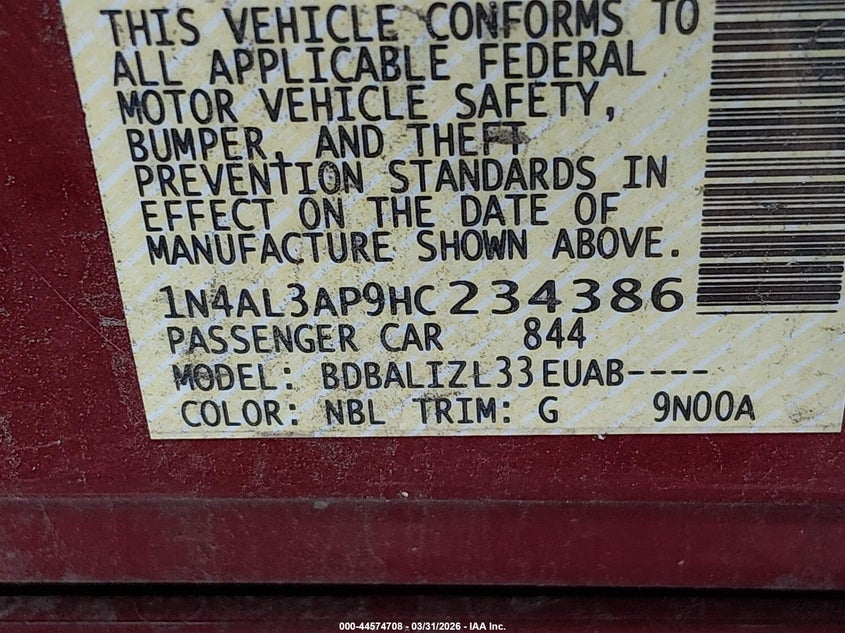 THIS VEHICLE CONFORMS TO
ALL APPLICABLE FEDERAL
MOTOR VEHICLE SAFETY,
BUMPER, AND THEFT
PREVENTION STANDARDS IN
EFFECT ON THE DATE OF
MANUFACTURE SHOWN ABOVE.
1N4AL3AP9HC234386
PASSENGER CAR 844
MODEL: BDBALIZL33EUAB----
COLOR: NBL TRIM: G 9N00A
000-44574708 - 03/31/2026 - IAA Inc.